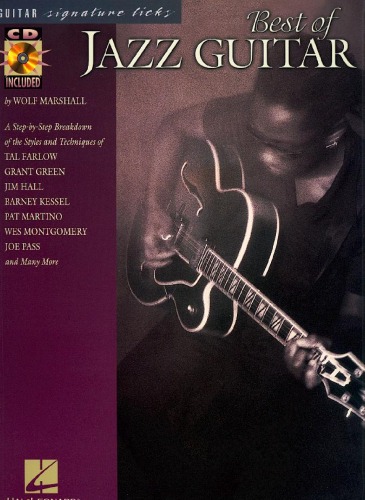 GUITAR signature licks
CD
INCLUDED
Best of
JAZZ GUITAR
by WOLF MARSHALL
A Step-by-Step Breakdown
of the Styles and Techniques of
TAL FARLOW
GRANT GREEN
JIM HALL
BARNEY KESSEL
PAT MARTINO
WES MONTGOMERY
JOE PASS
and Many More